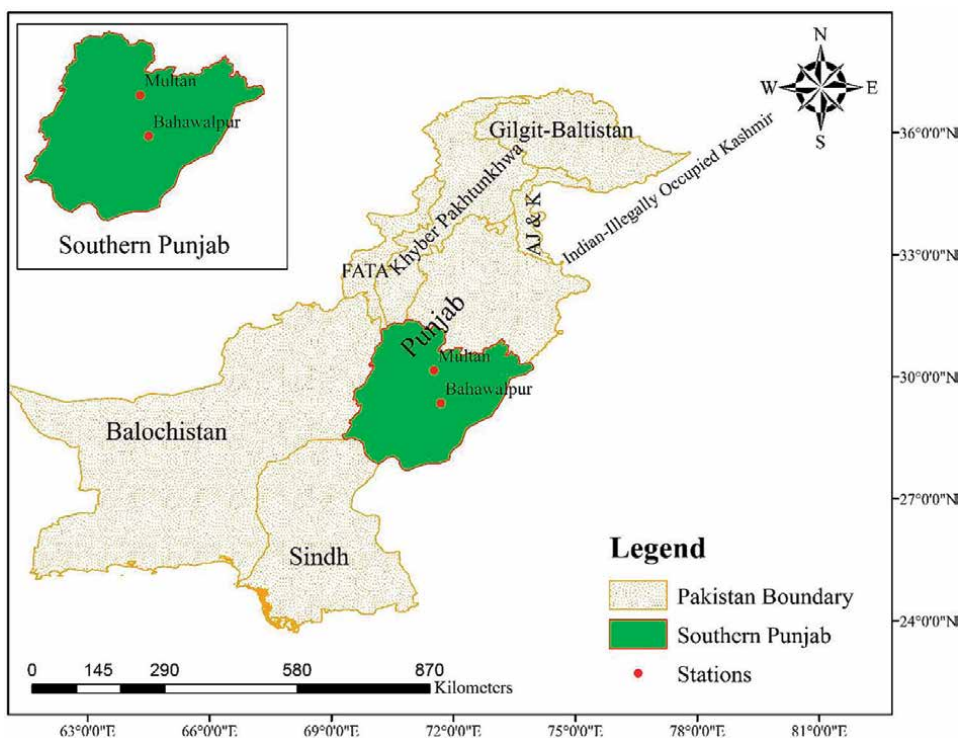 Multan
Bahawalpur
Southern Punjab
N
W
E
S
Gilgit-Baltistan
Khyber Pakhtunkhwa
Indian-Illegally Occupied Kashmir
AJ & K
FATA
Punjab
Multan
Bahawalpur
Balochistan
Sindh
36°0'0"N
33°0'0"N
30°0'0"N
27°0'0"N
24°0'0"N
Legend
Pakistan Boundary
Southern Punjab
Stations
0 145 290 580 870
Kilometers
63°0'0"E 66°0'0"E 69°0'0"E 72°0'0"E 75°0'0"E 78°0'0"E 81°0'0"E